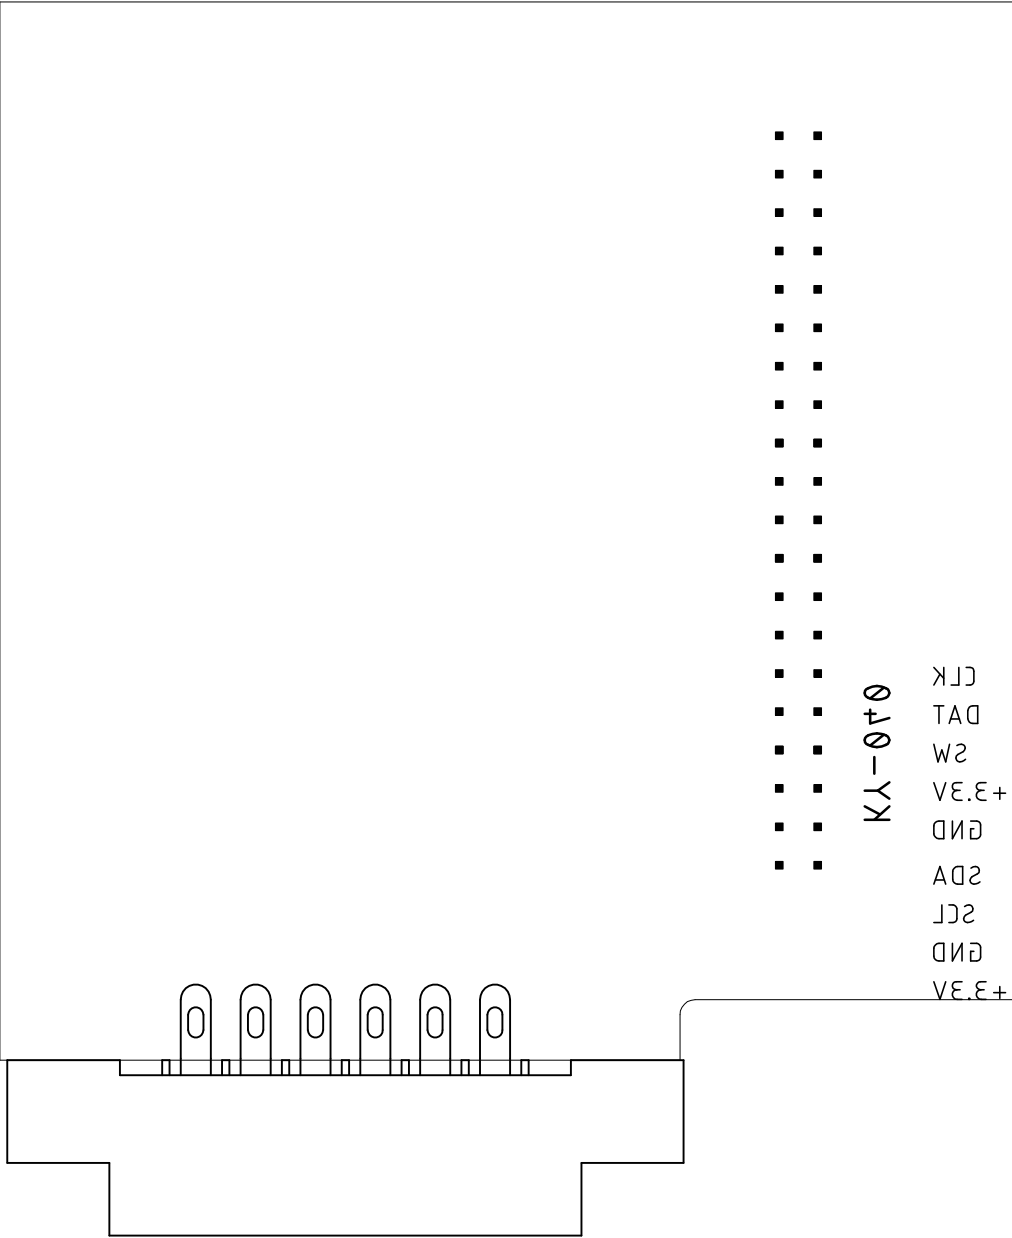 KY-040
CLK
DAT
SW
+3.3V
GND
SDA
SCL
GND
+3.3V